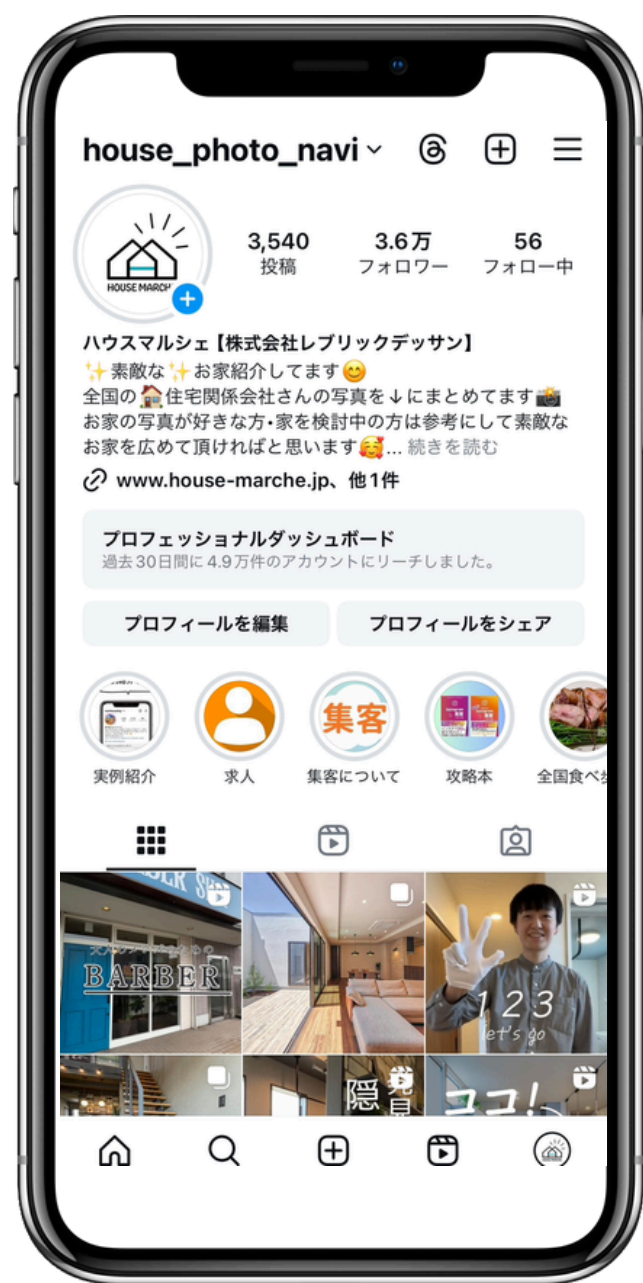 house_photo_navi
3,540
3.6万
56
投稿
フォロワー
フォロー中
HOUSE MARCH
ハウスマルシェ【株式会社レブリックデッサン】
✨素敵な✨お家紹介してます😊
全国の🏠住宅関係会社さんの写真を↓にまとめてます📸
お家の写真が好きな方・家を検討中の方は参考にして素敵な
お家を広めて頂ければと思います🥰... 続きを読む
www.house-marche.jp、他1件
プロフェッショナルダッシュボード
過去30日間に4.9万件のアカウントにリーチしました。
プロフィールを編集
プロフィールをシェア
集客
実例紹介
求人
集客について
攻略本
全国食べ歩
BARBER
1 2 3
let's go
隠
発見
ココ!